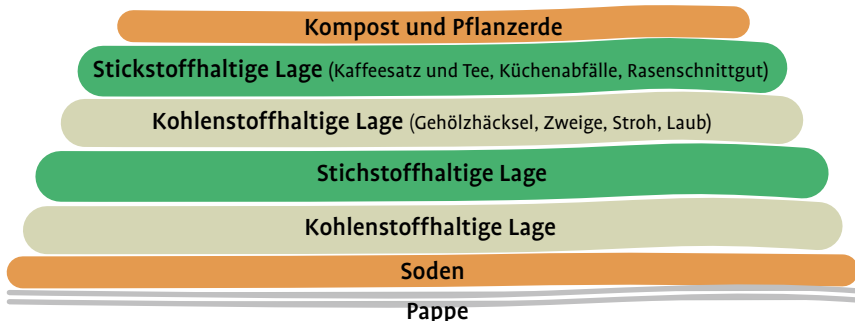 Kompost und Pflanzerde
Stickstoffhaltige Lage (Kaffeesatz und Tee, Küchenabfälle, Rasenschnittgut)
Kohlenstoffhaltige Lage (Gehölzhäcksel, Zweige, Stroh, Laub)
Stichstoffhaltige Lage
Kohlenstoffhaltige Lage
Soden
Pappe